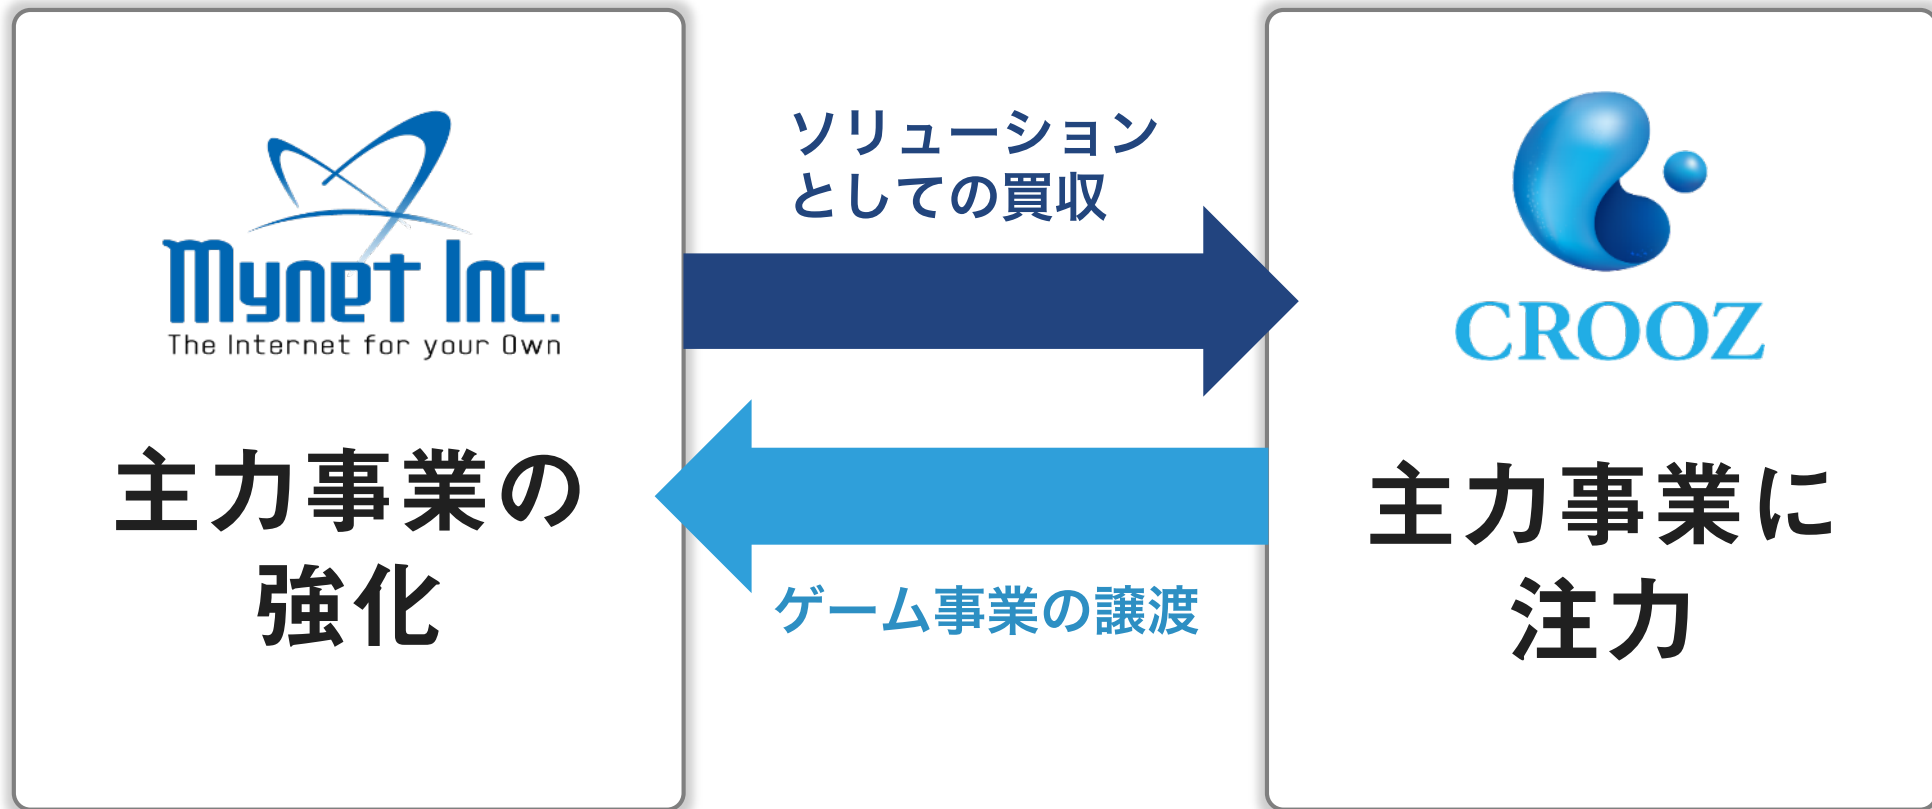 Mynet Inc.
The Internet for your Own
主力事業の
強化
ソリューション
としての買収
ゲーム事業の譲渡
CROOZ
主力事業に
注力